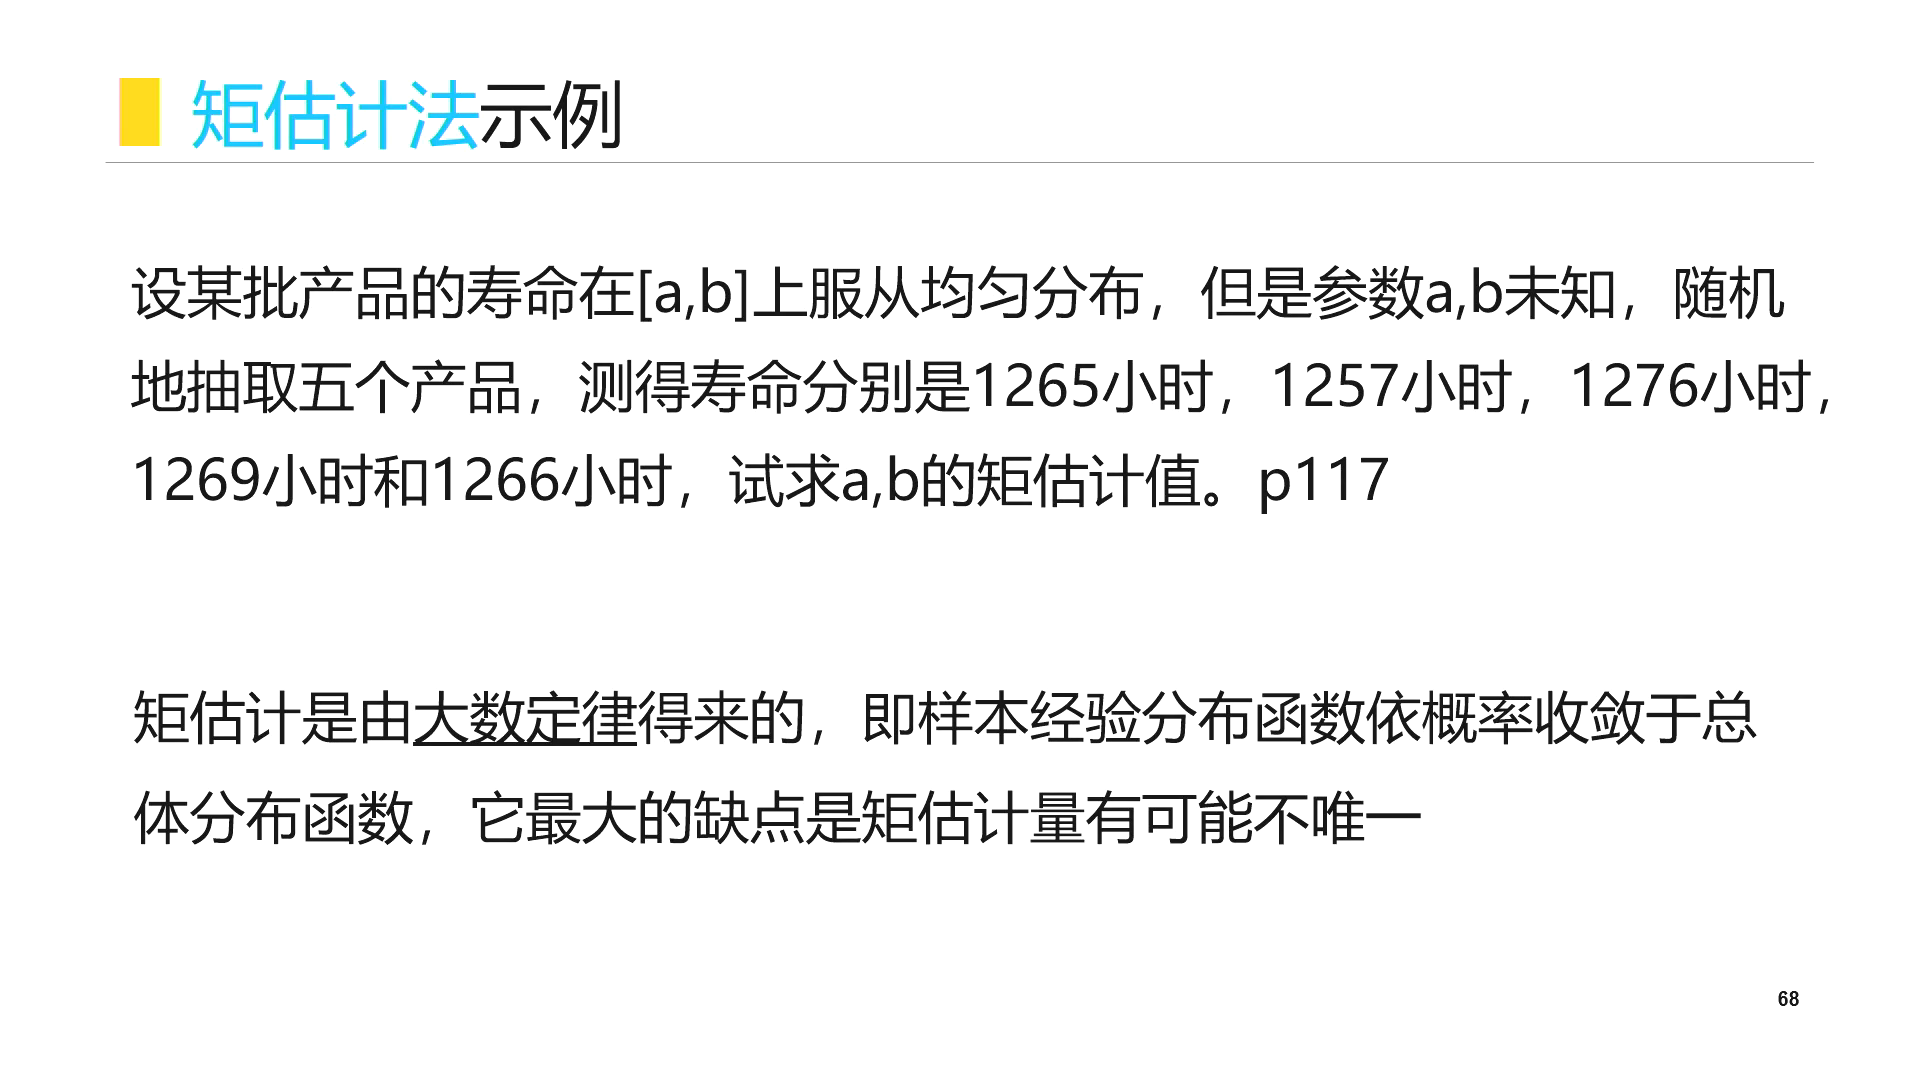 矩估计法示例
设某批产品的寿命在[a,b]上服从均匀分布，但是参数a,b未知，随机
地抽取五个产品，测得寿命分别是1265小时，1257小时，1276小时，
1269小时和1266小时，试求a,b的矩估计值。p117
矩估计是由大数定律得来的，即样本经验分布函数依概率收敛于总
体分布函数，它最大的缺点是矩估计量有可能不唯一
68